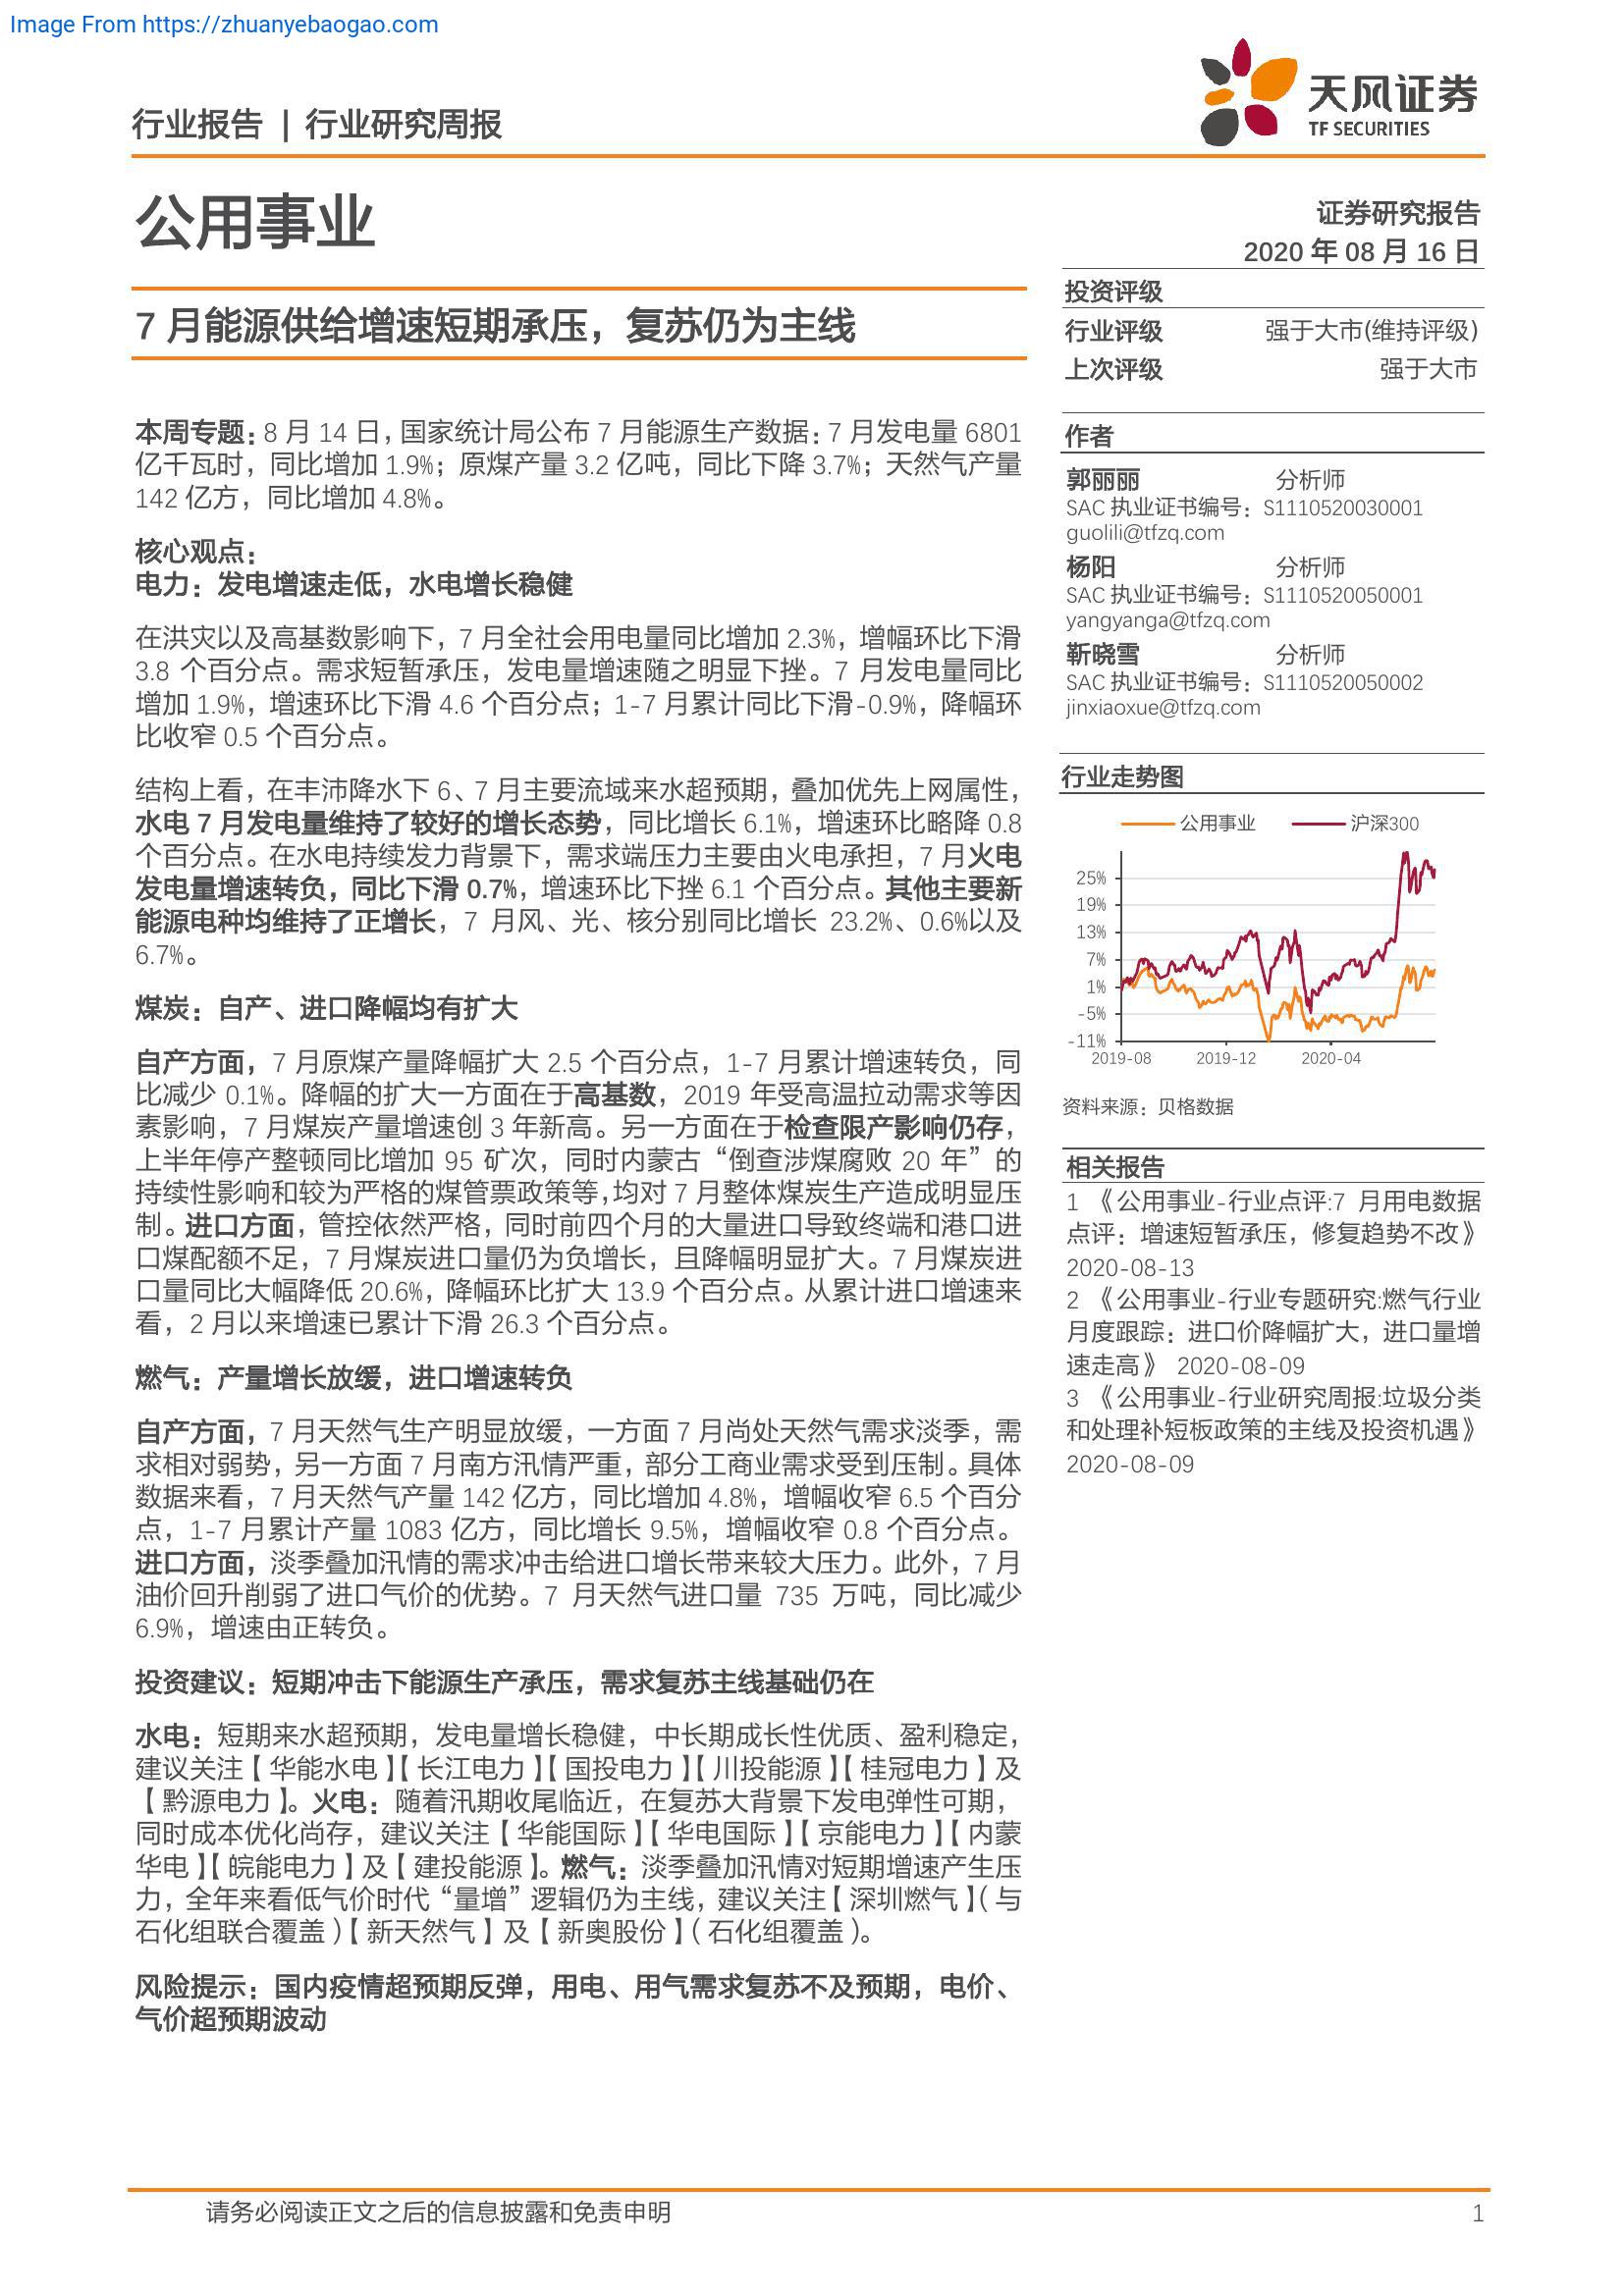 Image From https://zhuanyebaogao.com
行业报告 | 行业研究周报
天风证券
TF SECURITIES
公用事业
证券研究报告
2020 年 08 月 16 日
7 月能源供给增速短期承压，复苏仍为主线
本周专题：8 月 14 日，国家统计局公布 7 月能源生产数据：7 月发电量 6801
亿千瓦时，同比增加 1.9%；原煤产量 3.2 亿吨，同比下降 3.7%；天然气产量
142 亿方，同比增加 4.8%。
核心观点：
电力：发电增速走低，水电增长稳健
在洪灾以及高基数影响下，7 月全社会用电量同比增加 2.3%，增幅环比下滑
3.8 个百分点。需求短暂承压，发电量增速随之明显下挫。7 月发电量同比
增加 1.9%，增速环比下滑 4.6 个百分点；1-7 月累计同比下滑-0.9%，降幅环
比收窄 0.5 个百分点。
结构上看，在丰沛降水下 6、7 月主要流域来水超预期，叠加优先上网属性，
水电 7 月发电量维持了较好的增长态势，同比增长 6.1%，增速环比略降 0.8
个百分点。在水电持续发力背景下，需求端压力主要由火电承担，7 月火电
发电量增速转负，同比下滑 0.7%，增速环比下挫 6.1 个百分点。其他主要新
能源电种均维持了正增长，7 月风、光、核分别同比增长 23.2%、0.6%以及
6.7%。
煤炭：自产、进口降幅均有扩大
自产方面，7 月原煤产量降幅扩大 2.5 个百分点，1-7 月累计增速转负，同
比减少 0.1%。降幅的扩大一方面在于高基数，2019 年受高温拉动需求等因
素影响，7 月煤炭产量增速创 3 年新高。另一方面在于检查限产影响仍存，
上半年停产整顿同比增加 95 矿次，同时内蒙古“倒查涉煤腐败 20 年”的
持续性影响和较为严格的煤管票政策等，均对 7 月整体煤炭生产造成明显压
制。进口方面，管控依然严格，同时前四个月的大量进口导致终端和港口进
口煤配额不足，7 月煤炭进口量仍为负增长，且降幅明显扩大。7 月煤炭进
口量同比大幅降低 20.6%，降幅环比扩大 13.9 个百分点。从累计进口增速来
看，2 月以来增速已累计下滑 26.3 个百分点。
燃气：产量增长放缓，进口增速转负
自产方面，7 月天然气生产明显放缓，一方面 7 月尚处天然气需求淡季，需
求相对弱势，另一方面 7 月南方汛情严重，部分工商业需求受到压制。具体
数据来看，7 月天然气产量 142 亿方，同比增加 4.8%，增幅收窄 6.5 个百分
点，1-7 月累计产量 1083 亿方，同比增长 9.5%，增幅收窄 0.8 个百分点。
进口方面，淡季叠加汛情的需求冲击给进口增长带来较大压力。此外，7 月
油价回升削弱了进口气价的优势。7 月天然气进口量 735 万吨，同比减少
6.9%，增速由正转负。
投资建议：短期冲击下能源生产承压，需求复苏主线基础仍在
水电：短期来水超预期，发电量增长稳健，中长期成长性优质、盈利稳定，
建议关注【华能水电】【长江电力】【国投电力】【川投能源】【桂冠电力】及
【黔源电力】。火电：随着汛期收尾临近，在复苏大背景下发电弹性可期，
同时成本优化尚存，建议关注【华能国际】【华电国际】【京能电力】【内蒙
华电】【皖能电力】及【建投能源】。燃气：淡季叠加汛情对短期增速产生压
力，全年来看低气价时代“量增”逻辑仍为主线，建议关注【深圳燃气】（与
石化组联合覆盖）【新天然气】及【新奥股份】（石化组覆盖）。
风险提示：国内疫情超预期反弹，用电、用气需求复苏不及预期，电价、
气价超预期波动
投资评级
行业评级 强于大市(维持评级)
上次评级 强于大市
作者
郭丽丽 分析师
SAC 执业证书编号：S1110520030001
guolili@tfzq.com
杨阳 分析师
SAC 执业证书编号：S1110520050001
yangyanga@tfzq.com
靳晓雪 分析师
SAC 执业证书编号：S1110520050002
jinxiaoxue@tfzq.com
行业走势图
公用事业 沪深300
25%
19%
13%
7%
1%
-5%
-11%
2019-08 2019-12 2020-04
资料来源：贝格数据
相关报告
1 《公用事业-行业点评:7 月用电数据
点评：增速短暂承压，修复趋势不改》
2020-08-13
2 《公用事业-行业专题研究:燃气行业
月度跟踪：进口价降幅扩大，进口量增
速走高》 2020-08-09
3 《公用事业-行业研究周报:垃圾分类
和处理补短板政策的主线及投资机遇》
2020-08-09
请务必阅读正文之后的信息披露和免责申明 1